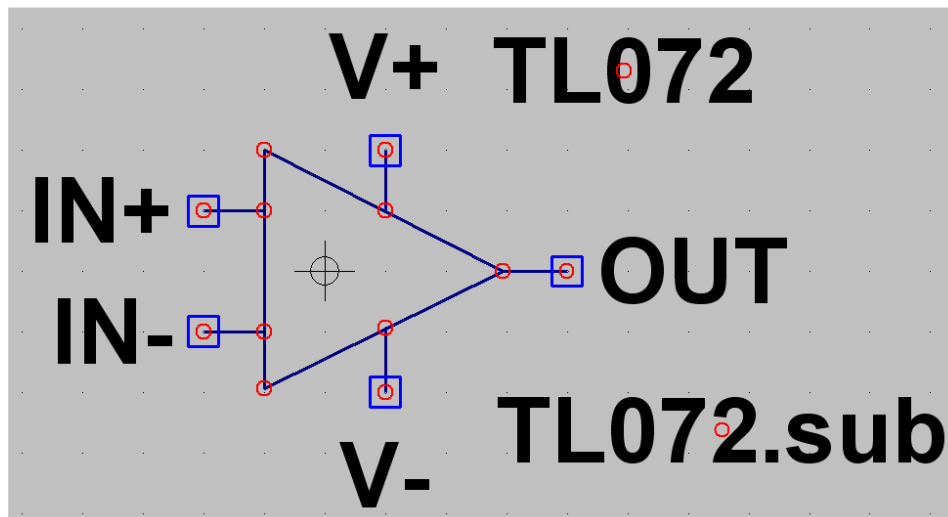 V+ TL072
IN+
OUT
IN-
TL072.sub
V-